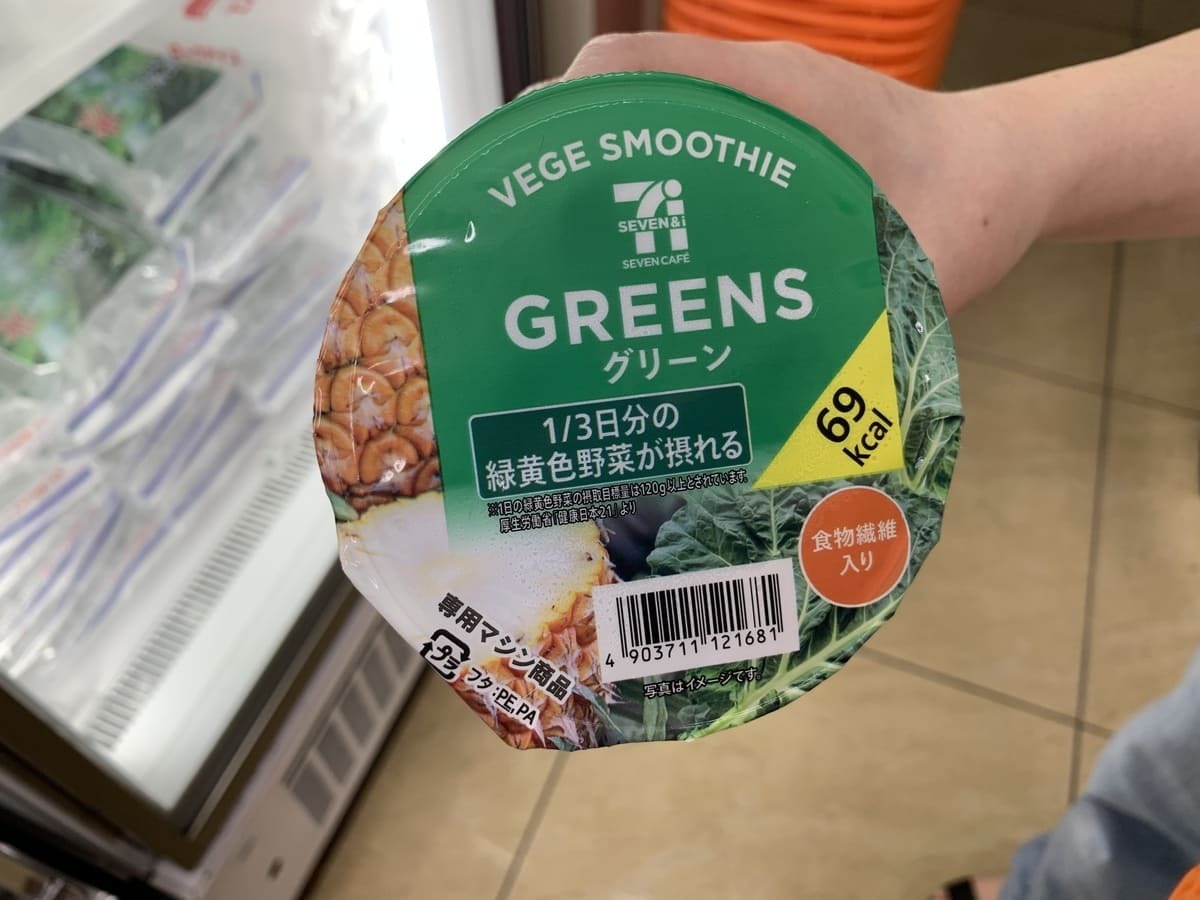 VEGE SMOOTHIE
SEVEN&i
SEVEN CAFÉ
GREENS
グリーン
1/3日分の
緑黄色野菜が摂れる
※1日の緑黄色野菜の摂取目標量は120g以上とされています。
厚生労働省「健康日本21」より
69
kcal
食物繊維
入り
専用マシン商品
プラ フタ:PE,PA
4 903711 121681
写真はイメージです。